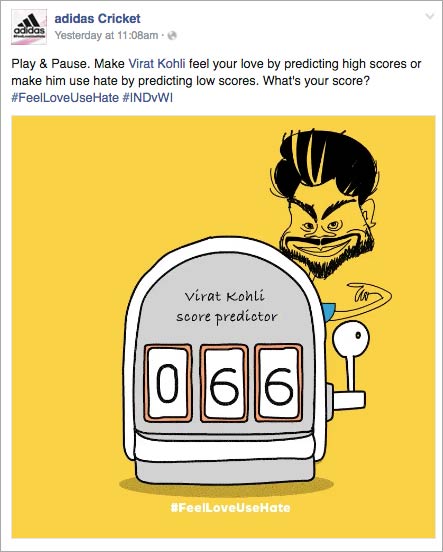 adidas
#FeelLoveUseHate
adidas Cricket
Yesterday at 11:08am ·
Play & Pause. Make Virat Kohli feel your love by predicting high scores or
make him use hate by predicting low scores. What's your score?
#FeelLoveUseHate #INDvWI
Virat Kohli
score predictor
0 6 6
#FeelLoveUseHate